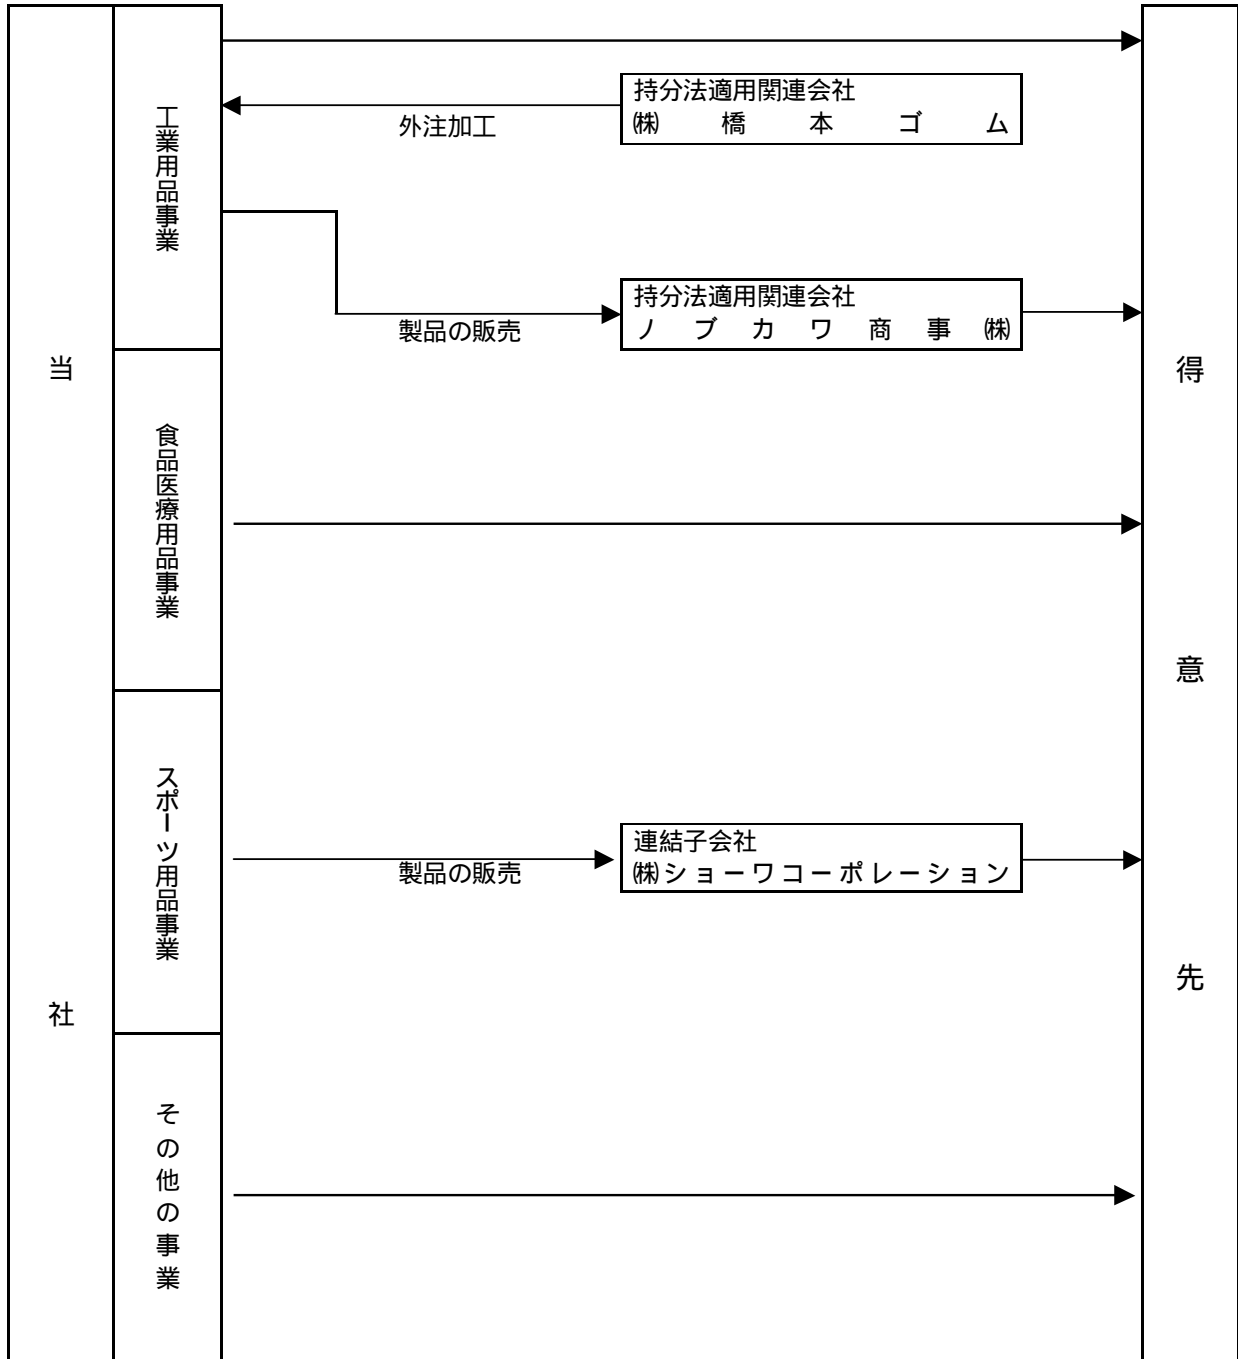 当社
工業用品事業
外注加工
持分法適用関連会社
㈱橋本ゴム
製品の販売
持分法適用関連会社
ノブカワ商事㈱
食品医療用品事業
スポーツ用品事業
製品の販売
連結子会社
㈱ショーワコーポレーション
その他の事業
得意先